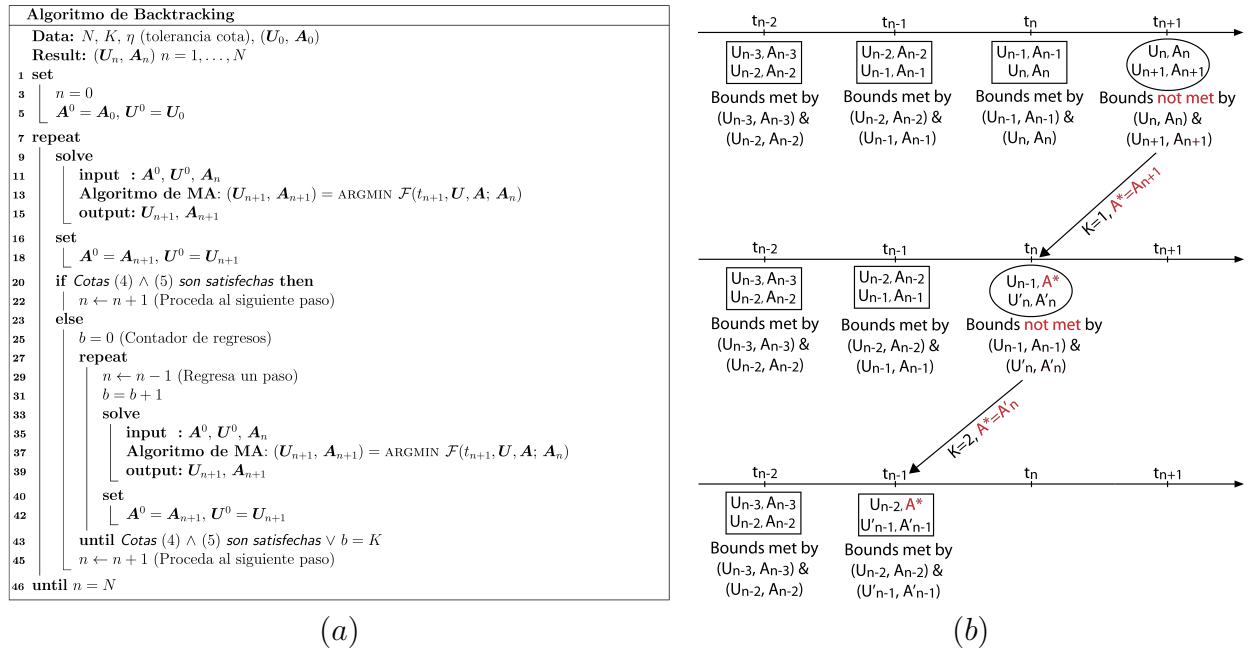 Algoritmo de Backtracking
Data: N, K, η (tolerancia cota), (U₀, A₀)
Result: (Uₙ, Aₙ) n = 1, . . . , N
1 set
3 n = 0
5 A⁰ = A₀, U⁰ = U₀
7 repeat
9 solve
11 input : A⁰, U⁰, Aₙ
13 Algoritmo de MA: (Uₙ₊₁, Aₙ₊₁) = ARGMIN F(tₙ₊₁, U, A; Aₙ)
15 output: Uₙ₊₁, Aₙ₊₁
16 set
18 A⁰ = Aₙ₊₁, U⁰ = Uₙ₊₁
20 if Cotas (4) ∧ (5) son satisfechas then
22 n ← n + 1 (Proceda al siguiente paso)
23 else
25 b = 0 (Contador de regresos)
27 repeat
29 n ← n − 1 (Regresa un paso)
31 b = b + 1
33 solve
35 input : A⁰, U⁰, Aₙ
37 Algoritmo de MA: (Uₙ₊₁, Aₙ₊₁) = ARGMIN F(tₙ₊₁, U, A; Aₙ)
39 output: Uₙ₊₁, Aₙ₊₁
40 set
42 A⁰ = Aₙ₊₁, U⁰ = Uₙ₊₁
43 until Cotas (4) ∧ (5) son satisfechas ∨ b = K
45 n ← n + 1 (Proceda al siguiente paso)
46 until n = N
(a)
tn-2 tn-1 tn tn+1
Un-3, An-3 Un-2, An-2 Un-1, An-1 Un, An
Un-2, An-2 Un-1, An-1 Un, An Un+1, An+1
Bounds met by Bounds met by Bounds met by Bounds not met by
(Un-3, An-3) & (Un-2, An-2) & (Un-1, An-1) & (Un, An) &
(Un-2, An-2) (Un-1, An-1) (Un, An) (Un+1, An+1)
K=1, A*=An+1
tn-2 tn-1 tn tn+1
Un-3, An-3 Un-2, An-2 Un-1, A*
Un-2, An-2 Un-1, An-1 U'n, A'n
Bounds met by Bounds met by Bounds not met by
(Un-3, An-3) & (Un-2, An-2) & (Un-1, An-1) &
(Un-2, An-2) (Un-1, An-1) (U'n, A'n)
K=2, A*=A'n
tn-2 tn-1 tn tn+1
Un-3, An-3 Un-2, A*
Un-2, An-2 U'n-1, A'n-1
Bounds met by Bounds met by
(Un-3, An-3) & (Un-2, An-2) &
(Un-2, An-2) (U'n-1, A'n-1)
(b)